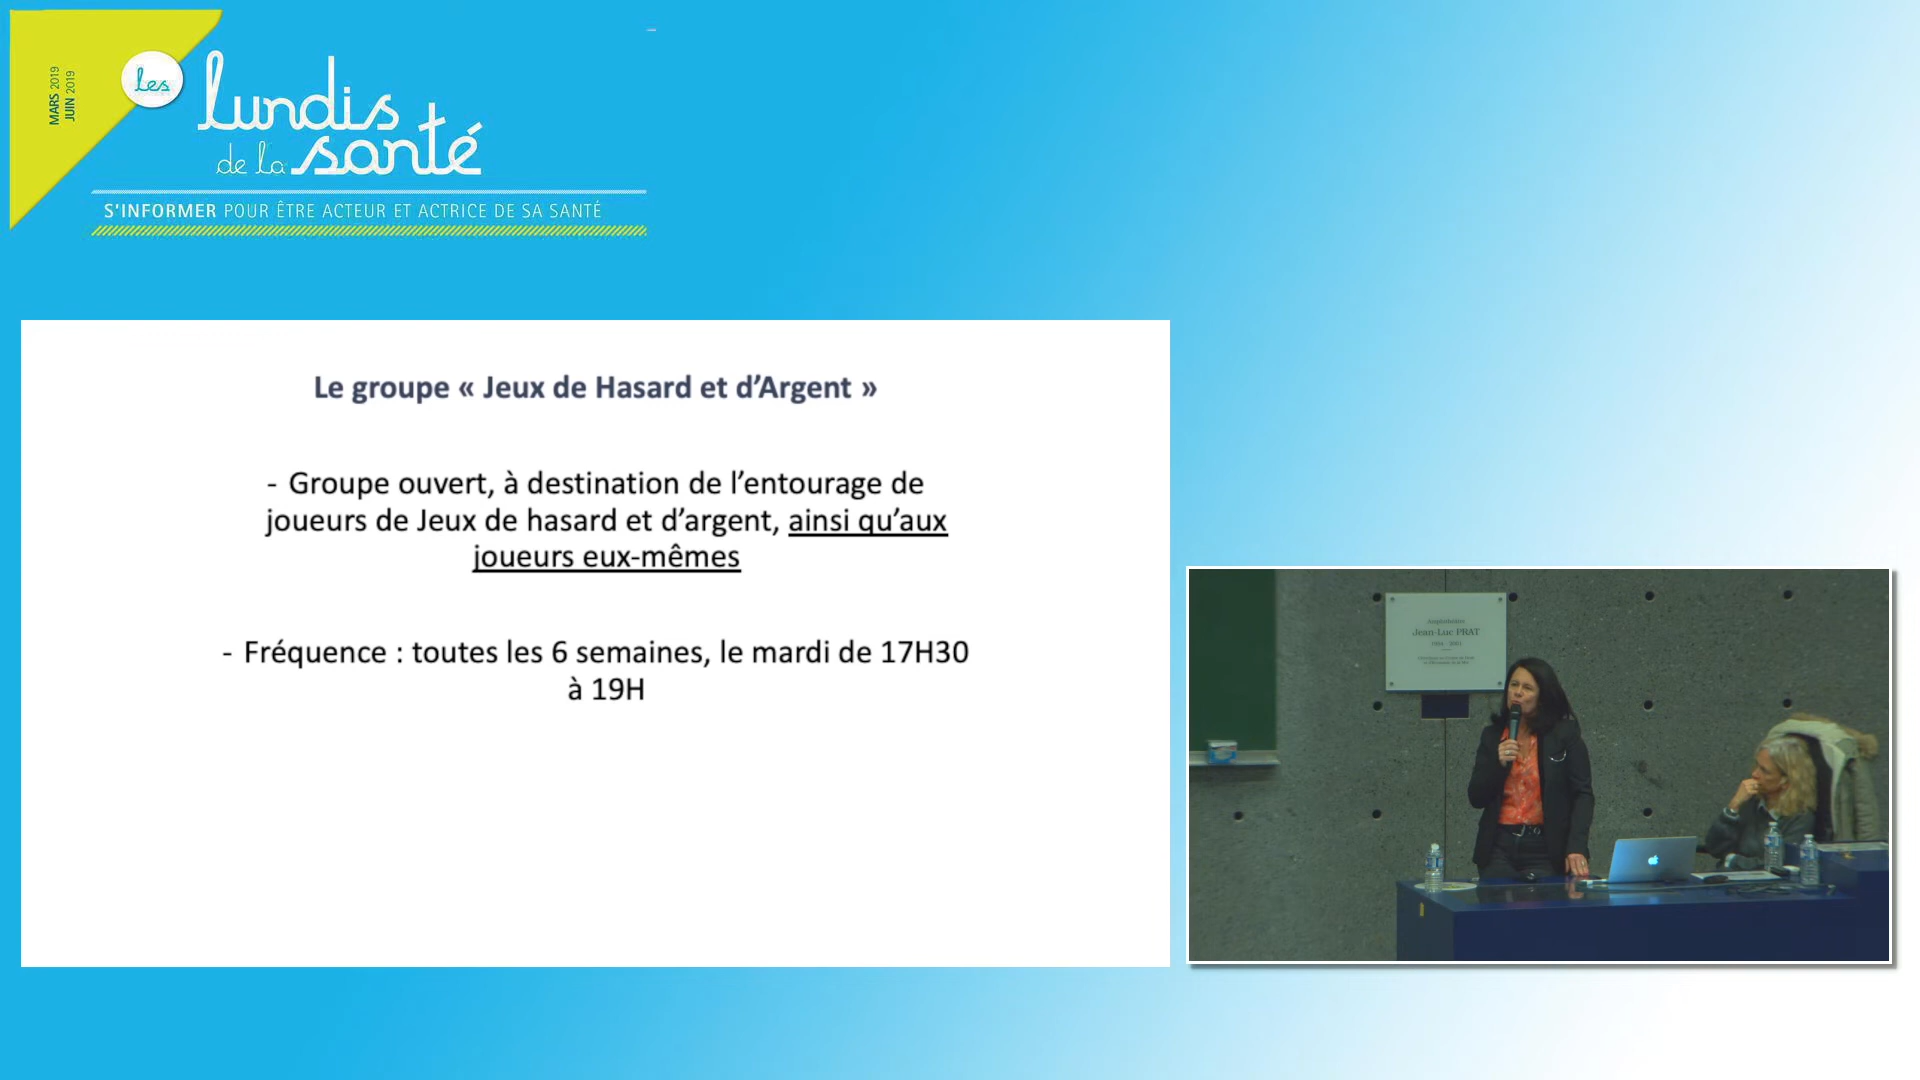 MARS 2019
JUIN 2019
les
lundis
de la santé
S'INFORMER POUR ÊTRE ACTEUR ET ACTRICE DE SA SANTÉ
Le groupe « Jeux de Hasard et d’Argent »
- Groupe ouvert, à destination de l’entourage de
joueurs de Jeux de hasard et d’argent, ainsi qu’aux
joueurs eux-mêmes
- Fréquence : toutes les 6 semaines, le mardi de 17H30
à 19H
Amphithéâtre
Jean-Luc PRAT